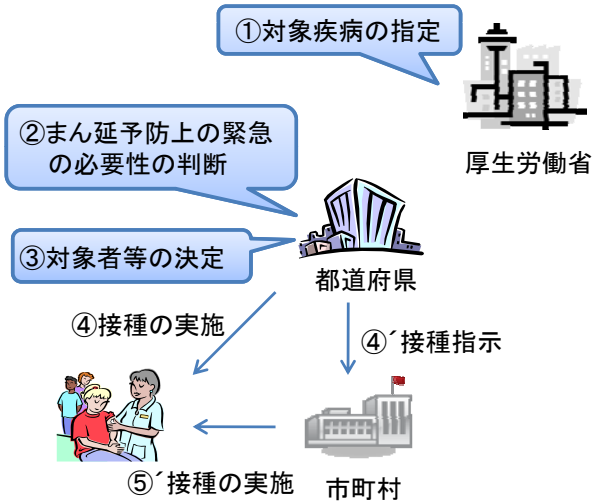 ①対象疾病の指定
厚生労働省
②まん延予防上の緊急
の必要性の判断
③対象者等の決定
都道府県
④接種の実施
④´接種指示
⑤´接種の実施
市町村